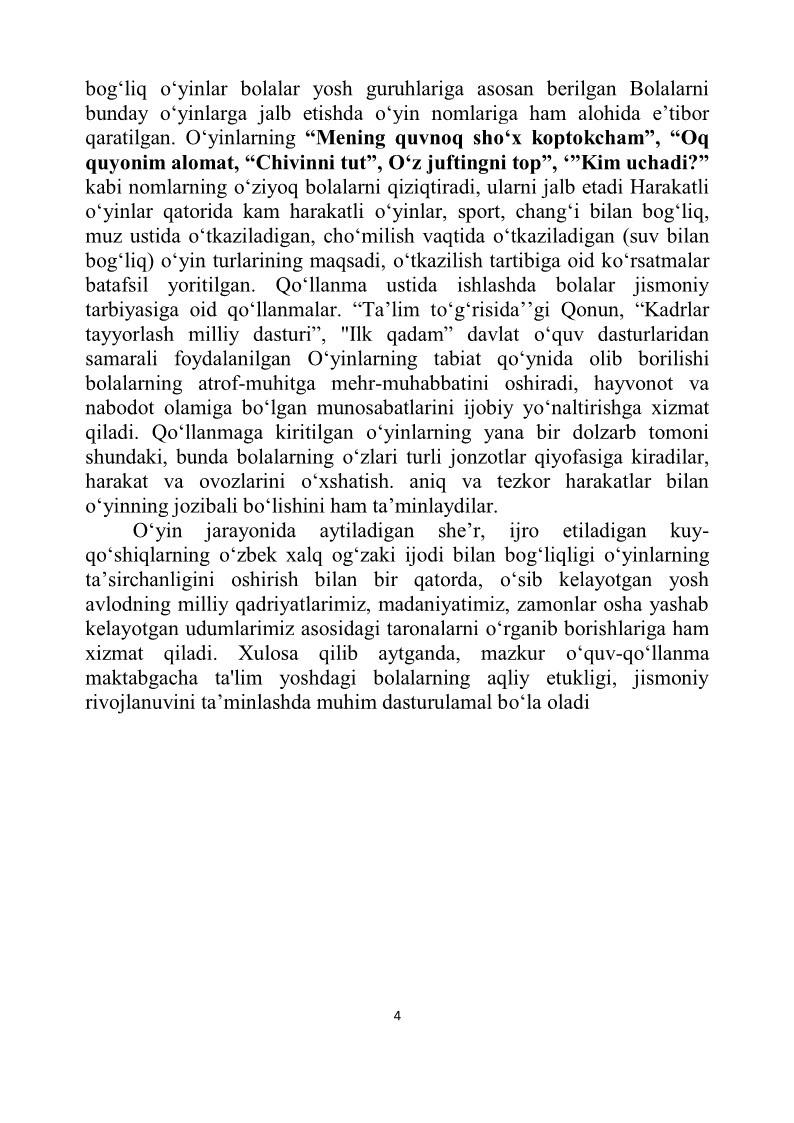 bog‘liq o‘yinlar bolalar yosh guruhlariga asosan berilgan Bolalarni
bunday o‘yinlarga jalb etishda o‘yin nomlariga ham alohida e’tibor
qaratilgan. O‘yinlarning “Mening quvnoq sho‘x koptokcham”, “Oq
quyonim alomat, “Chivinni tut”, O‘z juftingni top”, ‘”Kim uchadi?”
kabi nomlarning o‘ziyoq bolalarni qiziqtiradi, ularni jalb etadi Harakatli
o‘yinlar qatorida kam harakatli o‘yinlar, sport, chang‘i bilan bog‘liq,
muz ustida o‘tkaziladigan, cho‘milish vaqtida o‘tkaziladigan (suv bilan
bog‘liq) o‘yin turlarining maqsadi, o‘tkazilish tartibiga oid ko‘rsatmalar
batafsil yoritilgan. Qo‘llanma ustida ishlashda bolalar jismoniy
tarbiyasiga oid qo‘llanmalar. “Ta’lim to‘g‘risida’’gi Qonun, “Kadrlar
tayyorlash milliy dasturi”, "Ilk qadam” davlat o‘quv dasturlaridan
samarali foydalanilgan O‘yinlarning tabiat qo‘ynida olib borilishi
bolalarning atrof-muhitga mehr-muhabbatini oshiradi, hayvonot va
nabodot olamiga bo‘lgan munosabatlarini ijobiy yo‘naltirishga xizmat
qiladi. Qo‘llanmaga kiritilgan o‘yinlarning yana bir dolzarb tomoni
shundaki, bunda bolalarning o‘zlari turli jonzotlar qiyofasiga kiradilar,
harakat va ovozlarini o‘xshatish. aniq va tezkor harakatlar bilan
o‘yinning jozibali bo‘lishini ham ta’minlaydilar.
O‘yin jarayonida aytiladigan she’r, ijro etiladigan kuy-
qo‘shiqlarning o‘zbek xalq og‘zaki ijodi bilan bog‘liqligi o‘yinlarning
ta’sirchanligini oshirish bilan bir qatorda, o‘sib kelayotgan yosh
avlodning milliy qadriyatlarimiz, madaniyatimiz, zamonlar osha yashab
kelayotgan udumlarimiz asosidagi taronalarni o‘rganib borishlariga ham
xizmat qiladi. Xulosa qilib aytganda, mazkur o‘quv-qo‘llanma
maktabgacha ta'lim yoshdagi bolalarning aqliy etukligi, jismoniy
rivojlanuvini ta’minlashda muhim dasturulamal bo‘la oladi
4